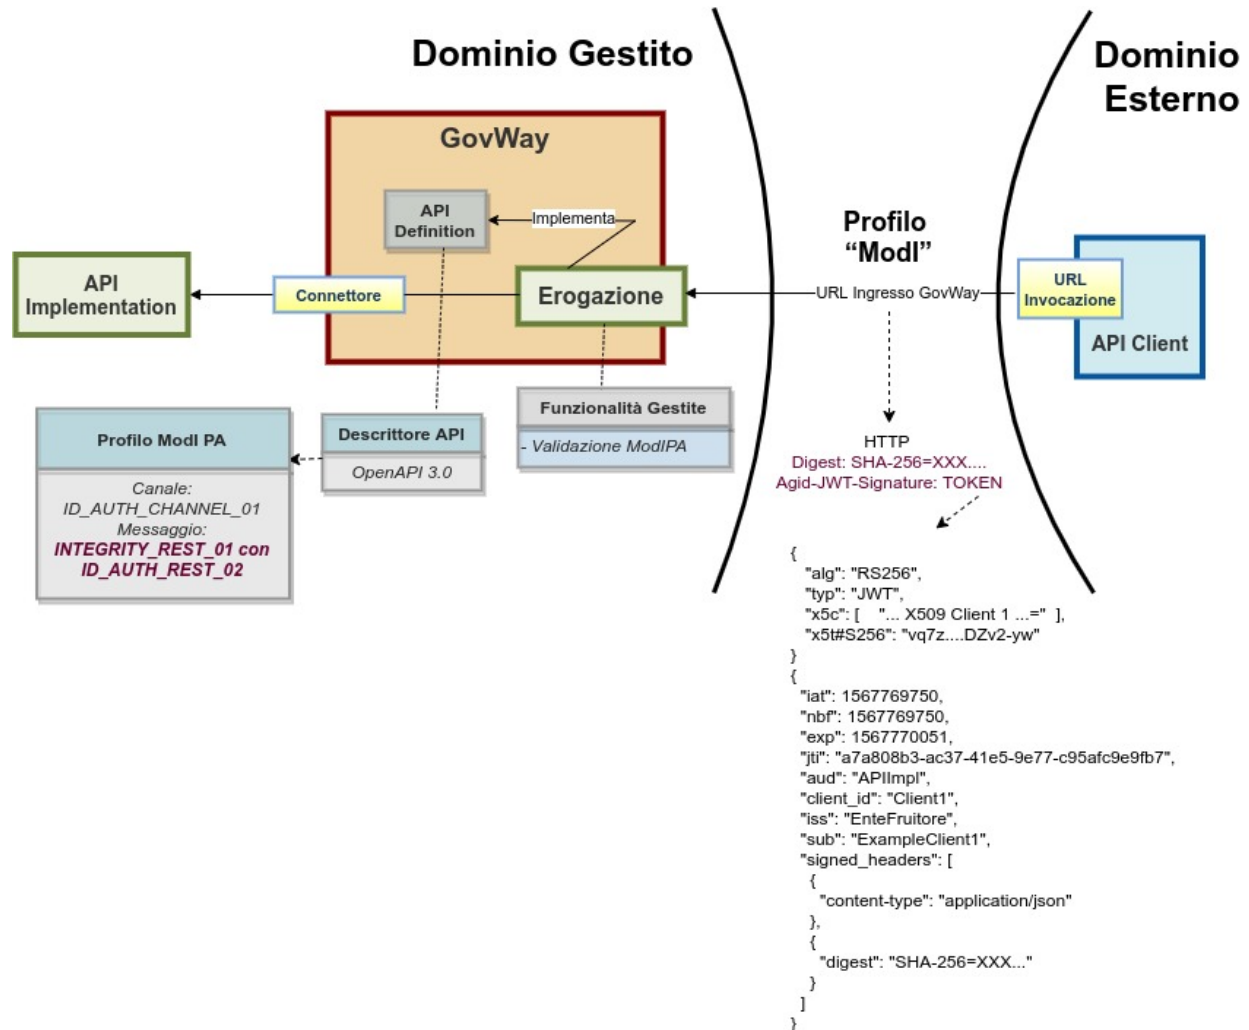 Dominio Gestito
Dominio
Esterno
GovWay
API
Definition
Implementa
Profilo
“ModI”
API
Implementation
Connettore
Erogazione
URL Ingresso GovWay
URL
Invocazione
API Client
Profilo ModI PA
Canale:
ID_AUTH_CHANNEL_01
Messaggio:
INTEGRITY_REST_01 con
ID_AUTH_REST_02
Descrittore API
OpenAPI 3.0
Funzionalità Gestite
- Validazione ModIPA
HTTP
Digest: SHA-256=XXX....
Agid-JWT-Signature: TOKEN
{
"alg": "RS256",
"typ": "JWT",
"x5c": [ "... X509 Client 1 ...=" ],
"x5t#S256": "vq7z....DZv2-yw"
}
{
"iat": 1567769750,
"nbf": 1567769750,
"exp": 1567770051,
"jti": "a7a808b3-ac37-41e5-9e77-c95afc9e9fb7",
"aud": "APIImpl",
"client_id": "Client1",
"iss": "EnteFruitore",
"sub": "ExampleClient1",
"signed_headers": [
{
"content-type": "application/json"
},
{
"digest": "SHA-256=XXX..."
}
]
}